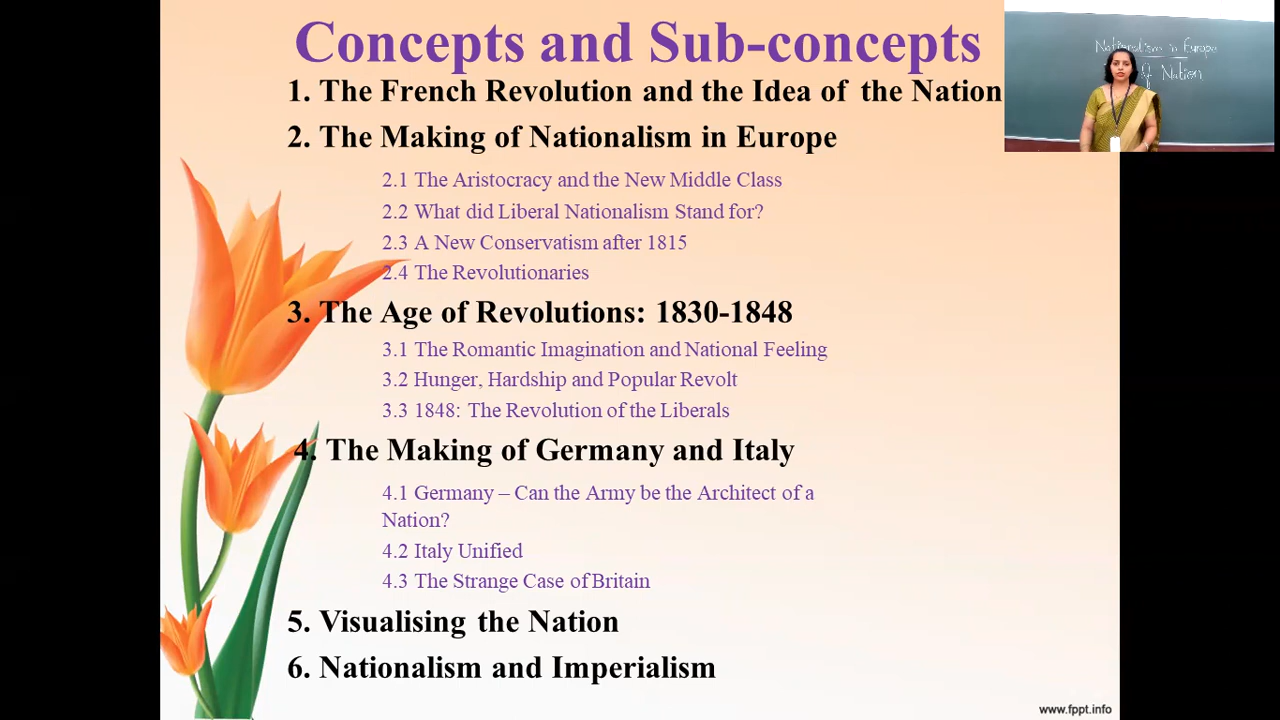 Concepts and Sub-concepts
1. The French Revolution and the Idea of the Nation
2. The Making of Nationalism in Europe
2.1 The Aristocracy and the New Middle Class
2.2 What did Liberal Nationalism Stand for?
2.3 A New Conservatism after 1815
2.4 The Revolutionaries
3. The Age of Revolutions: 1830-1848
3.1 The Romantic Imagination and National Feeling
3.2 Hunger, Hardship and Popular Revolt
3.3 1848: The Revolution of the Liberals
4. The Making of Germany and Italy
4.1 Germany – Can the Army be the Architect of a
Nation?
4.2 Italy Unified
4.3 The Strange Case of Britain
5. Visualising the Nation
6. Nationalism and Imperialism
Nationalism in Europe
of Nation
www.fppt.info